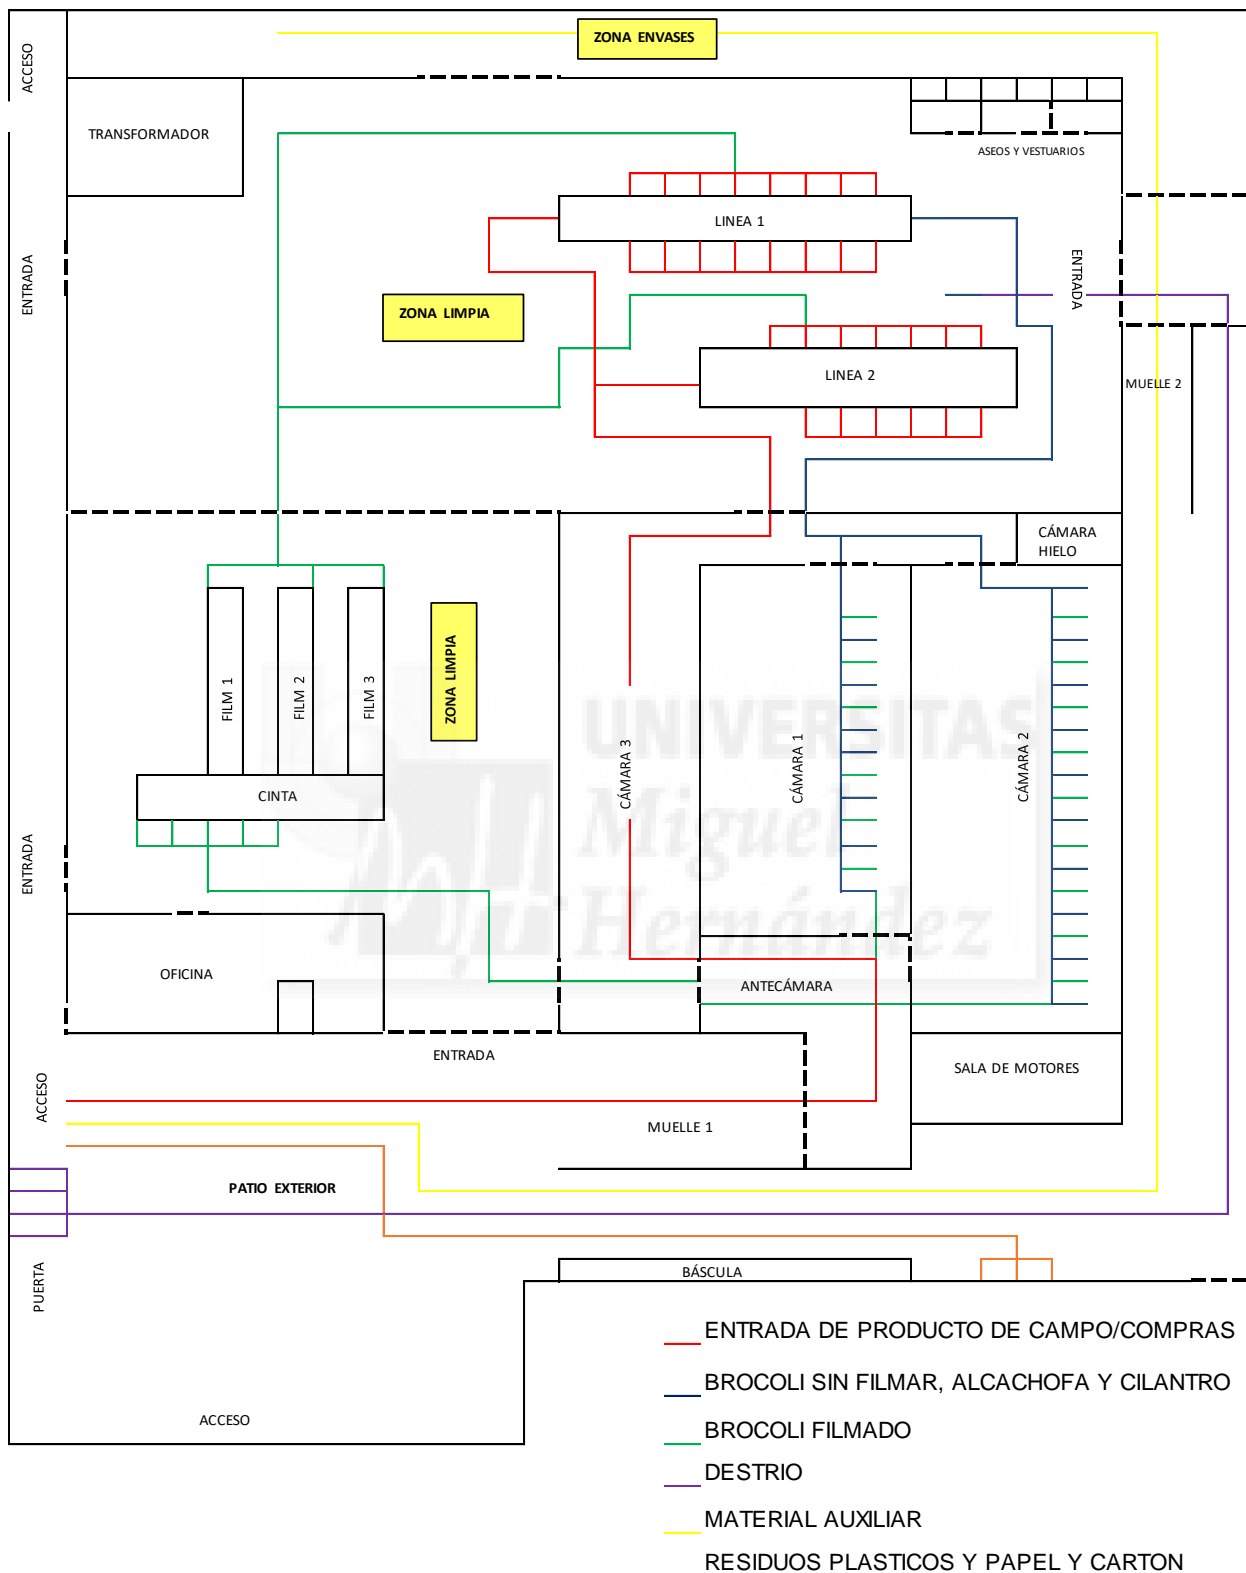 ZONA ENVASES
ACCESO
TRANSFORMADOR
ASEOS Y VESTUARIOS
LINEA 1
ENTRADA
ENTRADA
ZONA LIMPIA
LINEA 2
MUELLE 2
CÁMARA
HIELO
ZONA LIMPIA
FILM 1
FILM 2
FILM 3
UNIVERSITAS
Miguel
Hernández
CÁMARA 3
CÁMARA 1
CÁMARA 2
CINTA
ENTRADA
OFICINA
ANTECÁMARA
ENTRADA
SALA DE MOTORES
ACCESO
MUELLE 1
PATIO EXTERIOR
PUERTA
BÁSCULA
ACCESO
ENTRADA DE PRODUCTO DE CAMPO/COMPRAS
BROCOLI SIN FILMAR, ALCACHOFA Y CILANTRO
BROCOLI FILMADO
DESTRIO
MATERIAL AUXILIAR
RESIDUOS PLASTICOS Y PAPEL Y CARTON